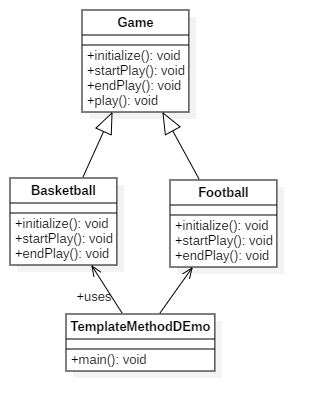 Game
+initialize(): void
+startPlay(): void
+endPlay(): void
+play(): void
Basketball
+initialize(): void
+startPlay(): void
+endPlay(): void
Football
+initialize(): void
+startPlay(): void
+endPlay(): void
+uses
TemplateMethodDEmo
+main(): void